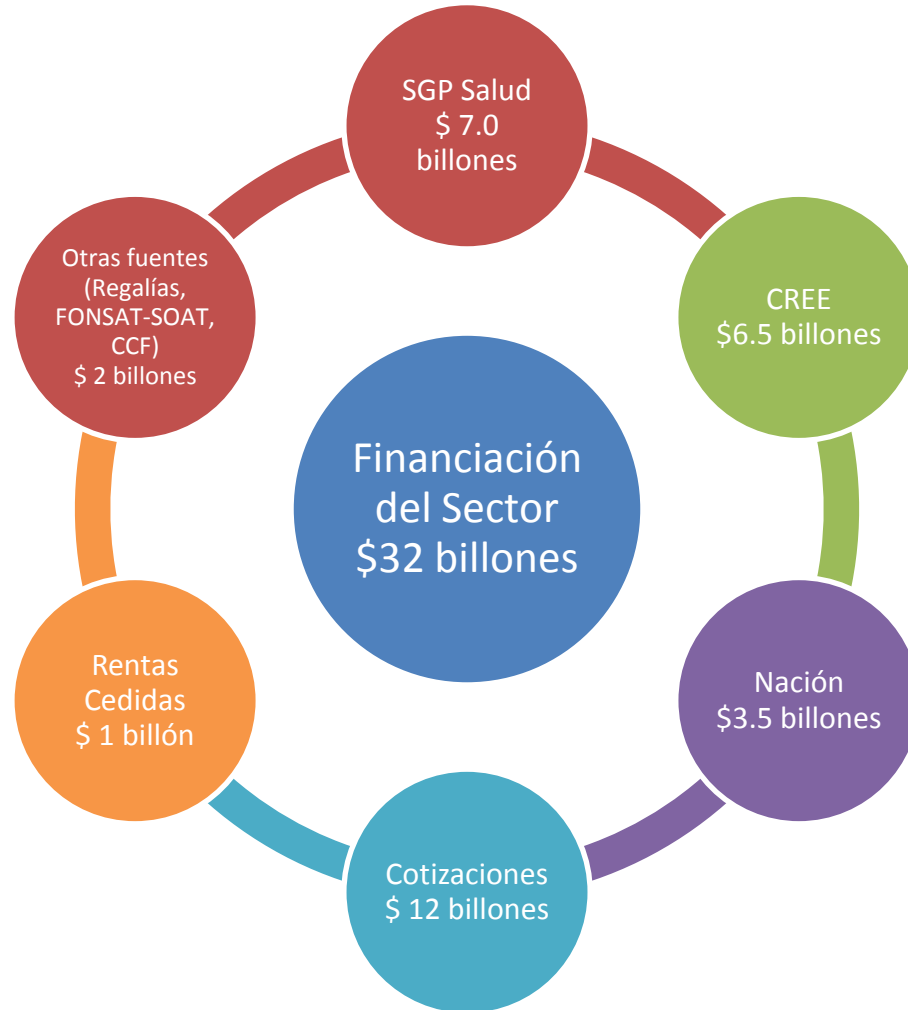 SGP Salud
$ 7.0
billones
CREE
$6.5 billones
Nación
$3.5 billones
Cotizaciones
$ 12 billones
Rentas
Cedidas
$ 1 billón
Otras fuentes
(Regalías,
FONSAT-SOAT,
CCF)
$ 2 billones
Financiación
del Sector
$32 billones